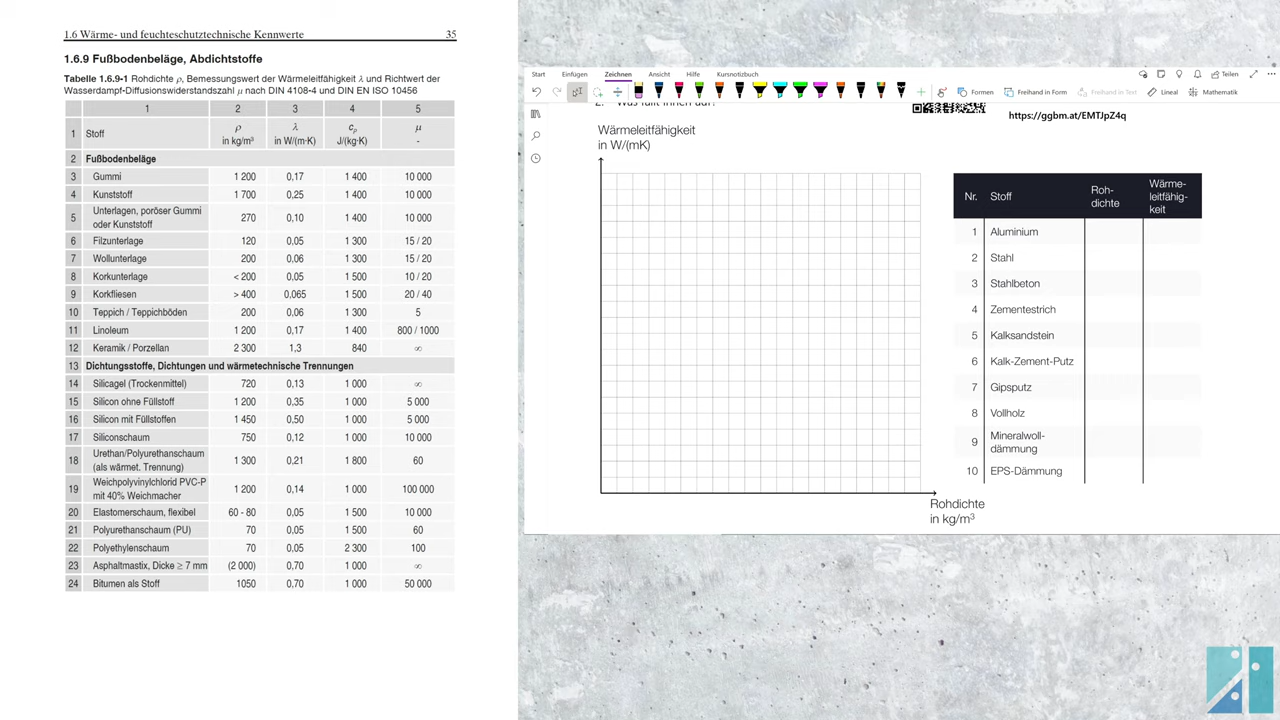 1.6 Wärme- und feuchteschutztechnische Kennwerte 35
1.6.9 Fußbodenbeläge, Abdichtstoffe
Tabelle 1.6.9-1 Rohdichte ρ, Bemessungswert der Wärmeleitfähigkeit λ und Richtwert der
Wasserdampf-Diffusionswiderstandszahl μ nach DIN 4108-4 und DIN EN ISO 10456
1 2 3 4 5
1 Stoff ρ in kg/m³ λ in W/(m·K) cp J/(kg·K) μ -
2 Fußbodenbeläge
3 Gummi 1 200 0,17 1 400 10 000
4 Kunststoff 1 700 0,25 1 400 10 000
5 Unterlagen, poröser Gummi oder Kunststoff 270 0,10 1 400 10 000
6 Filzunterlage 120 0,05 1 300 15 / 20
7 Wollunterlage 200 0,06 1 300 15 / 20
8 Korkunterlage < 200 0,05 1 500 10 / 20
9 Korkfliesen > 400 0,065 1 500 20 / 40
10 Teppich / Teppichböden 200 0,06 1 300 5
11 Linoleum 1 200 0,17 1 400 800 / 1000
12 Keramik / Porzellan 2 300 1,3 840 ∞
13 Dichtungsstoffe, Dichtungen und wärmetechnische Trennungen
14 Silicagel (Trockenmittel) 720 0,13 1 000 ∞
15 Silicon ohne Füllstoff 1 200 0,35 1 000 5 000
16 Silicon mit Füllstoffen 1 450 0,50 1 000 5 000
17 Siliconschaum 750 0,12 1 000 10 000
18 Urethan/Polyurethanschaum (als wärmet. Trennung) 1 300 0,21 1 800 60
19 Weichpolyvinylchlorid PVC-P mit 40% Weichmacher 1 200 0,14 1 000 100 000
20 Elastomerschaum, flexibel 60 - 80 0,05 1 500 10 000
21 Polyurethanschaum (PU) 70 0,05 1 500 60
22 Polyethylenschaum 70 0,05 2 300 100
23 Asphaltmastix, Dicke ≥ 7 mm (2 000) 0,70 1 000 ∞
24 Bitumen als Stoff 1050 0,70 1 000 50 000
Start Einfügen Zeichnen Ansicht Hilfe Kursnotizbuch Teilen
Formen Freihand in Form Freihand in Text Lineal Mathematik
2. Was fällt Ihnen auf?
https://ggbm.at/EMTJpZ4q
Wärmeleitfähigkeit
in W/(mK)
Rohdichte
in kg/m³
Nr. Stoff Roh-dichte Wärme-leitfähig-keit
1 Aluminium
2 Stahl
3 Stahlbeton
4 Zementestrich
5 Kalksandstein
6 Kalk-Zement-Putz
7 Gipsputz
8 Vollholz
9 Mineralwoll-dämmung
10 EPS-Dämmung